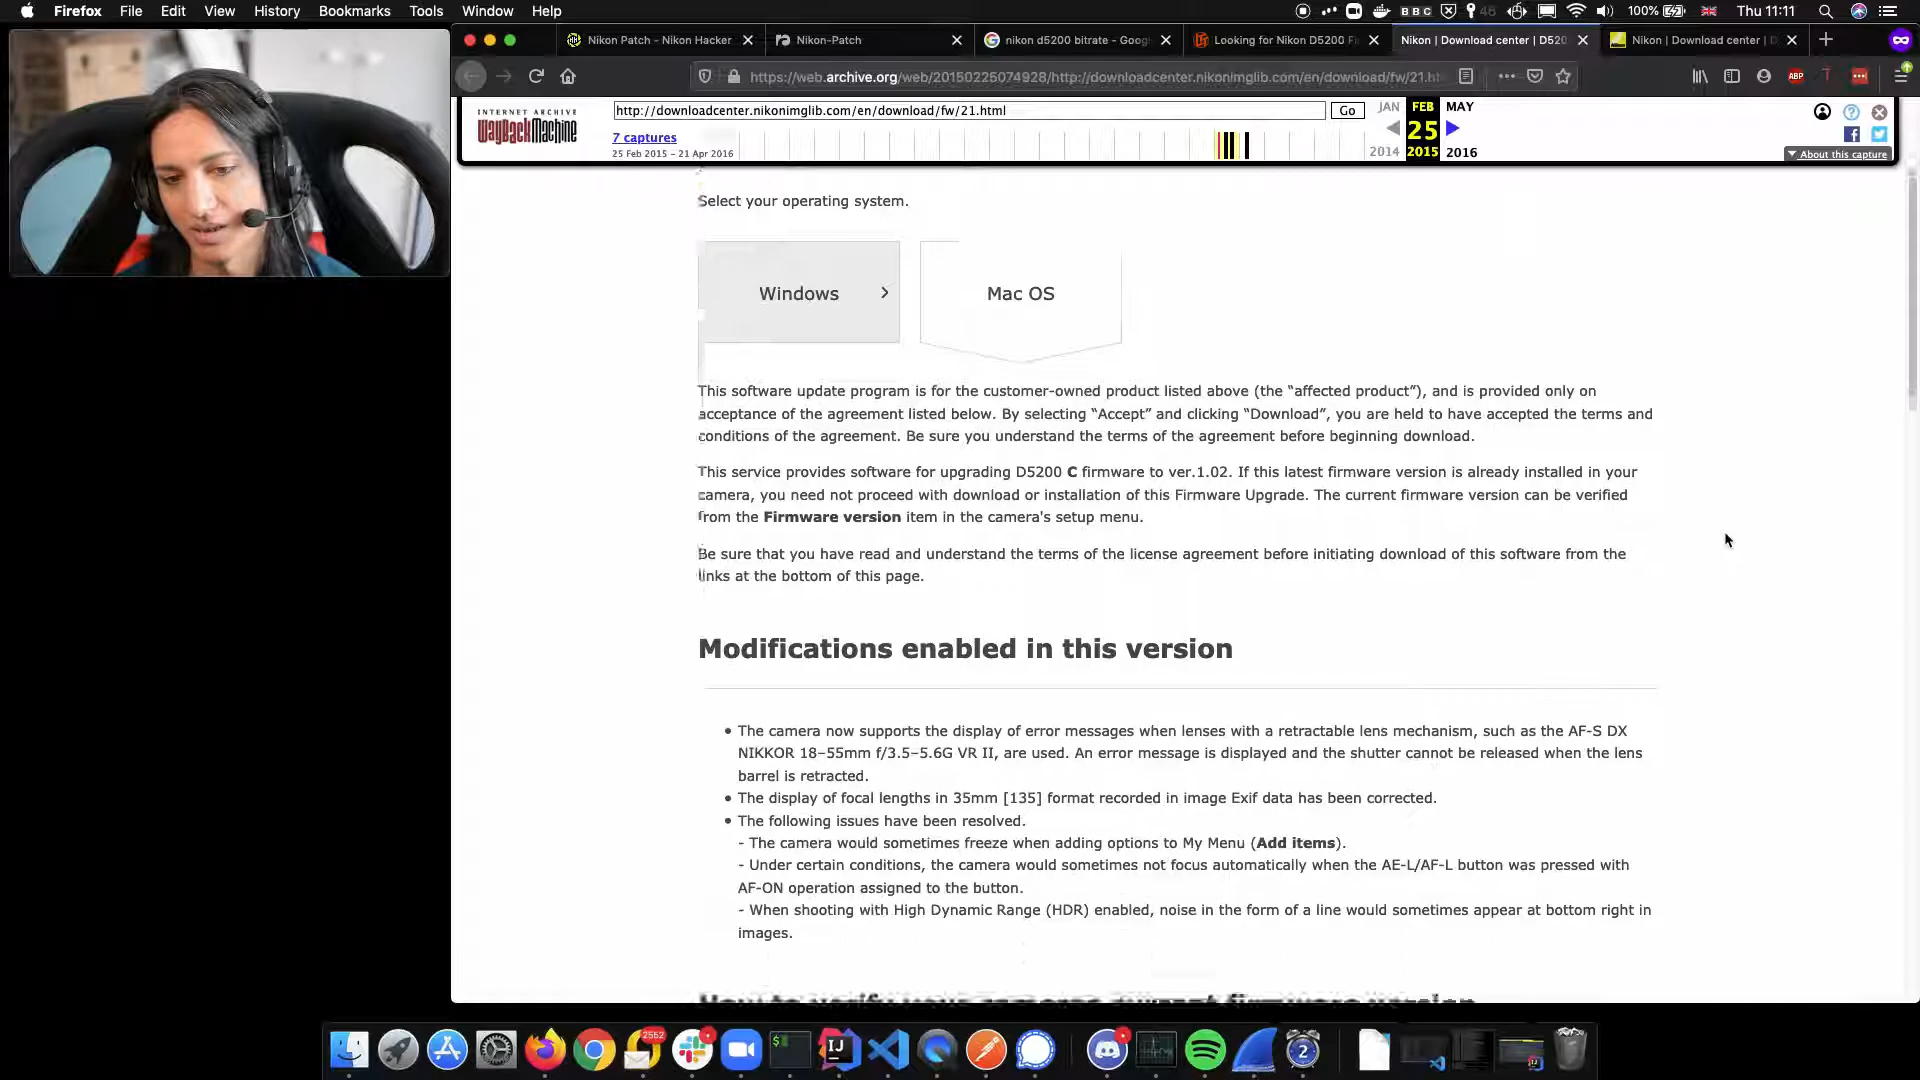 Firefox File Edit View History Bookmarks Tools Window Help
BBC 46 100% Thu 11:11
Nikon Patch - Nikon Hacker
Nikon-Patch
nikon d5200 bitrate - Goog
Looking for Nikon D5200 Fi
Nikon | Download center | D520
Nikon | Download center | D
https://web.archive.org/web/20150225074928/http://downloadcenter.nikonimglib.com/en/download/fw/21.ht
ABP
INTERNET ARCHIVE
WayBackMachine
http://downloadcenter.nikonimglib.com/en/download/fw/21.html
Go
JAN FEB MAY
7 captures
25
25 Feb 2015 – 21 Apr 2016
2014 2015 2016
About this capture
Select your operating system.
Windows
Mac OS
This software update program is for the customer-owned product listed above (the “affected product”), and is provided only on
acceptance of the agreement listed below. By selecting “Accept” and clicking “Download”, you are held to have accepted the terms and
conditions of the agreement. Be sure you understand the terms of the agreement before beginning download.
This service provides software for upgrading D5200 C firmware to ver.1.02. If this latest firmware version is already installed in your
camera, you need not proceed with download or installation of this Firmware Upgrade. The current firmware version can be verified
from the Firmware version item in the camera's setup menu.
Be sure that you have read and understand the terms of the license agreement before initiating download of this software from the
links at the bottom of this page.
Modifications enabled in this version
• The camera now supports the display of error messages when lenses with a retractable lens mechanism, such as the AF-S DX
NIKKOR 18–55mm f/3.5–5.6G VR II, are used. An error message is displayed and the shutter cannot be released when the lens
barrel is retracted.
• The display of focal lengths in 35mm [135] format recorded in image Exif data has been corrected.
• The following issues have been resolved.
- The camera would sometimes freeze when adding options to My Menu (Add items).
- Under certain conditions, the camera would sometimes not focus automatically when the AE-L/AF-L button was pressed with
AF-ON operation assigned to the button.
- When shooting with High Dynamic Range (HDR) enabled, noise in the form of a line would sometimes appear at bottom right in
images.
How to verify your cameras current firmware version
2552
IJ
2